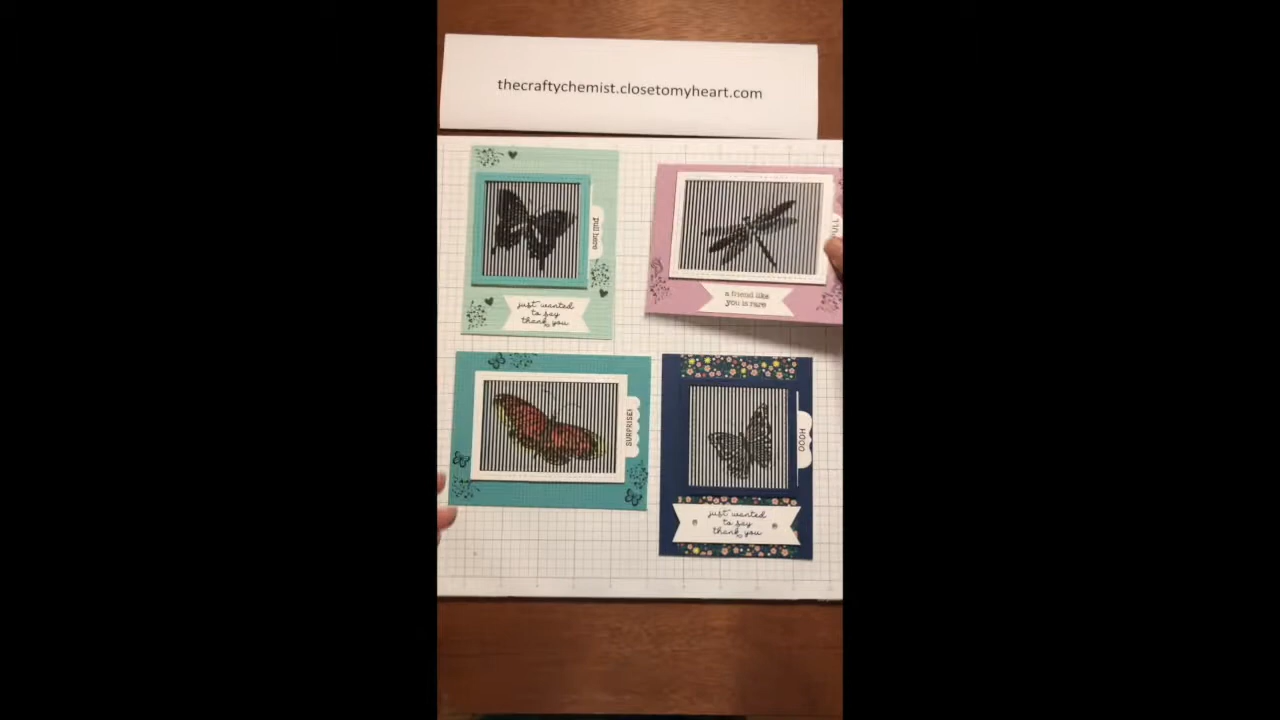 thecraftychemist.closetomyheart.com
pull here
just wanted
to say
thank you
a friend like
you is rare
SURPRISE!
OOOH
just wanted
to say
thank you